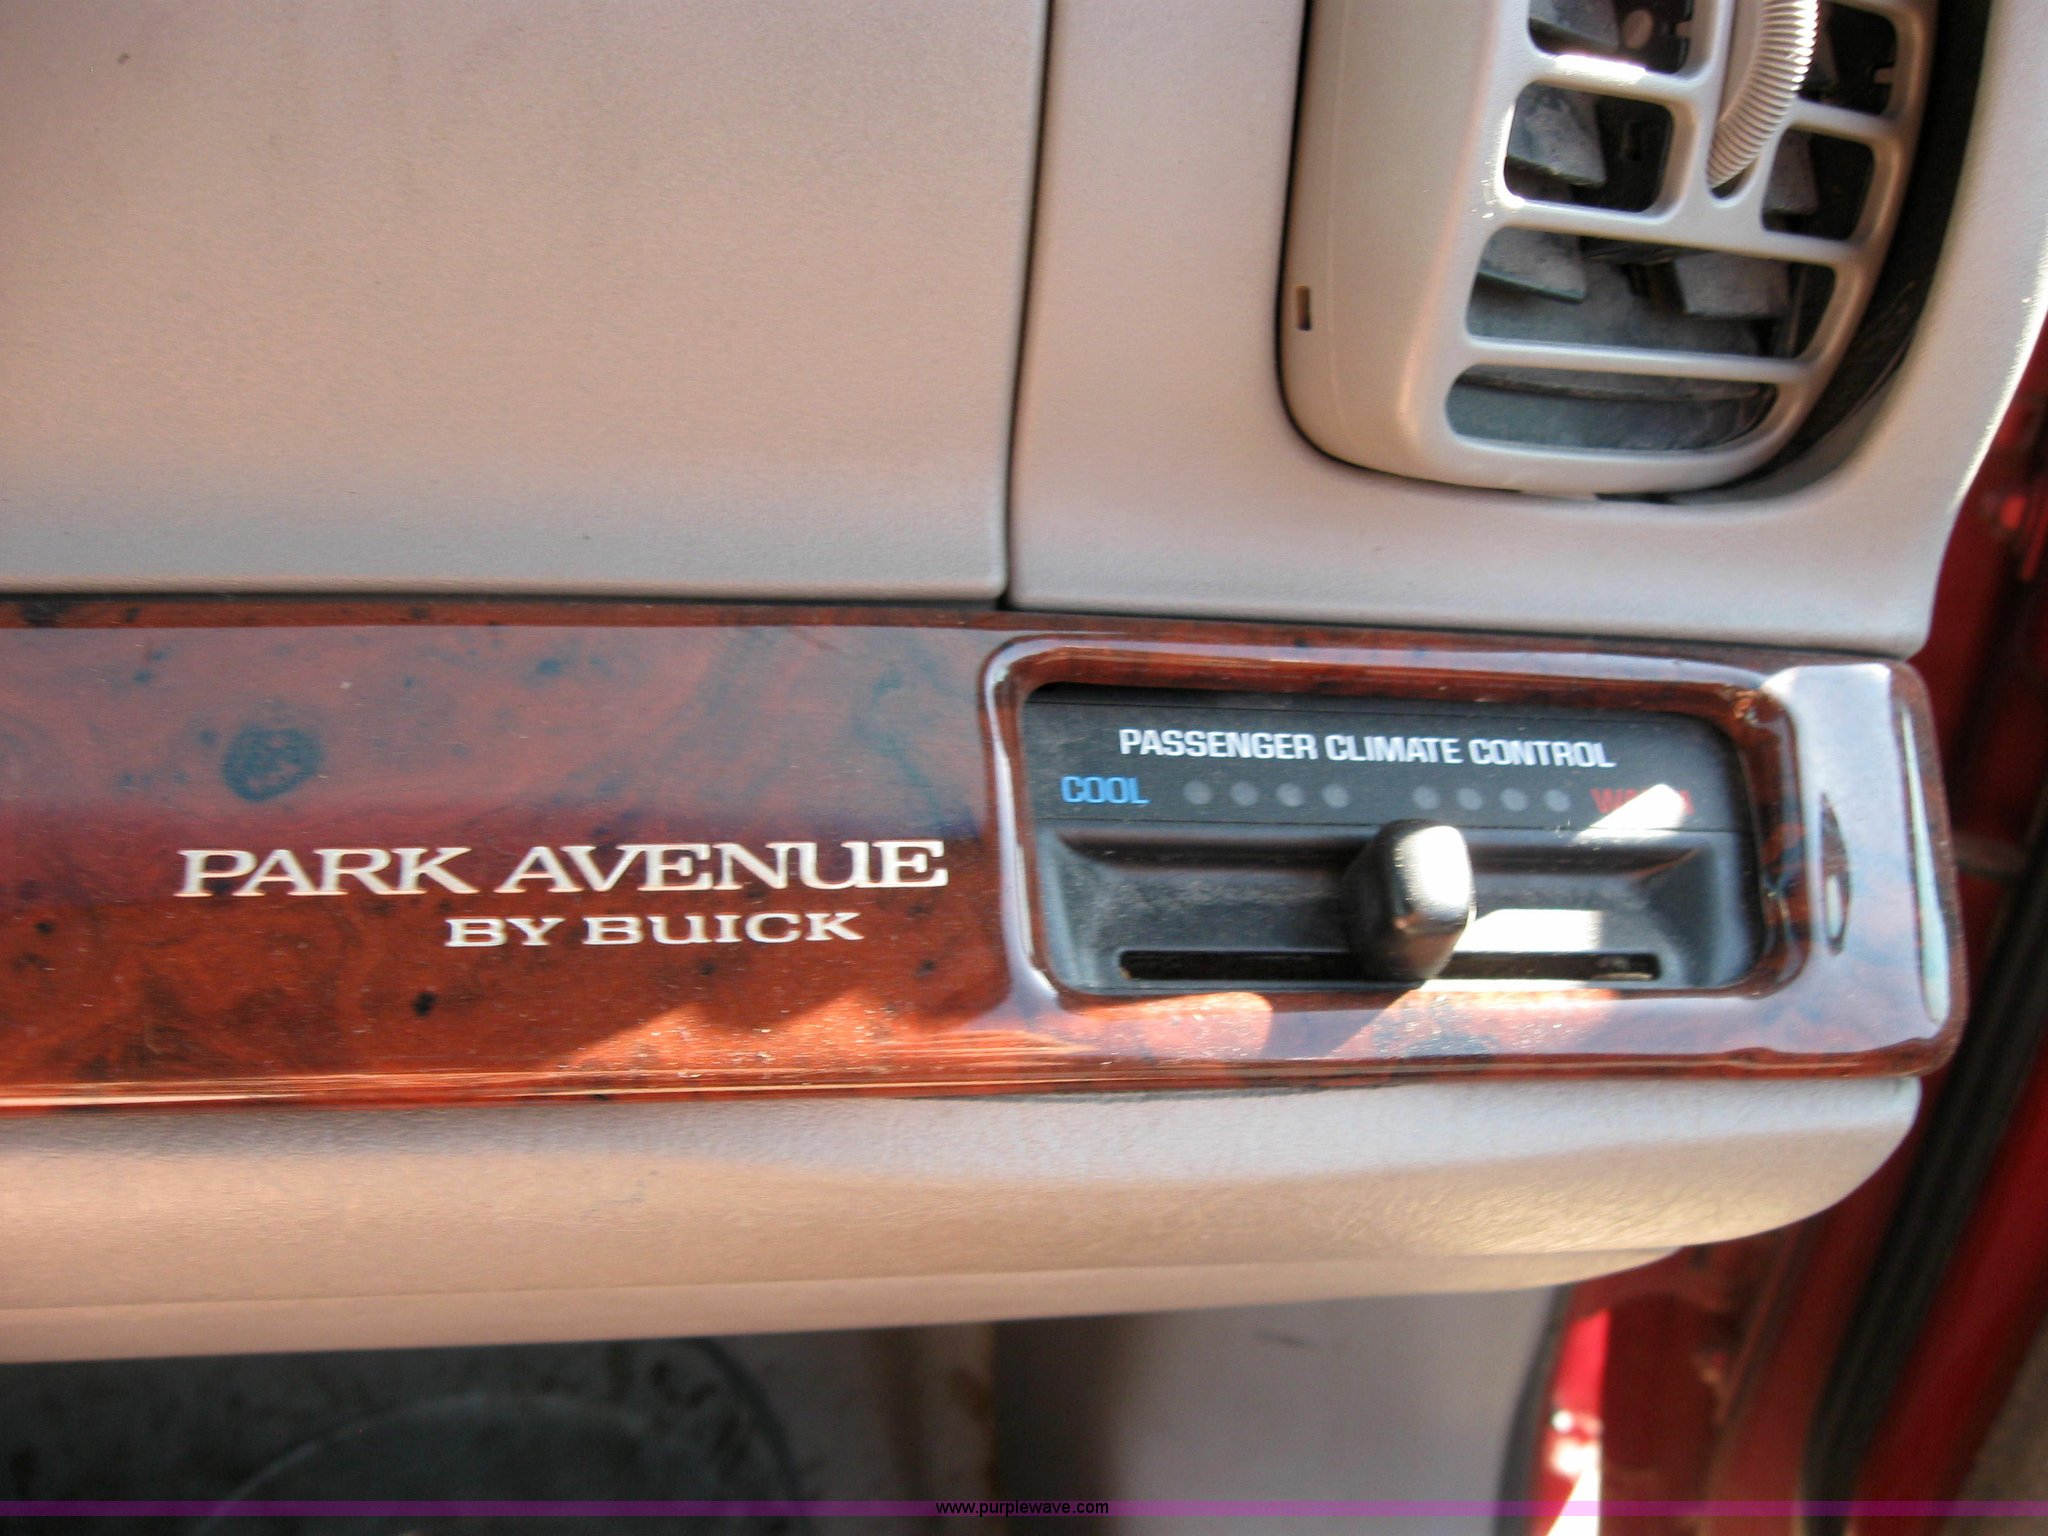 PASSENGER CLIMATE CONTROL
COOL
PARK AVENUE
BY BUICK
www.purplewave.com